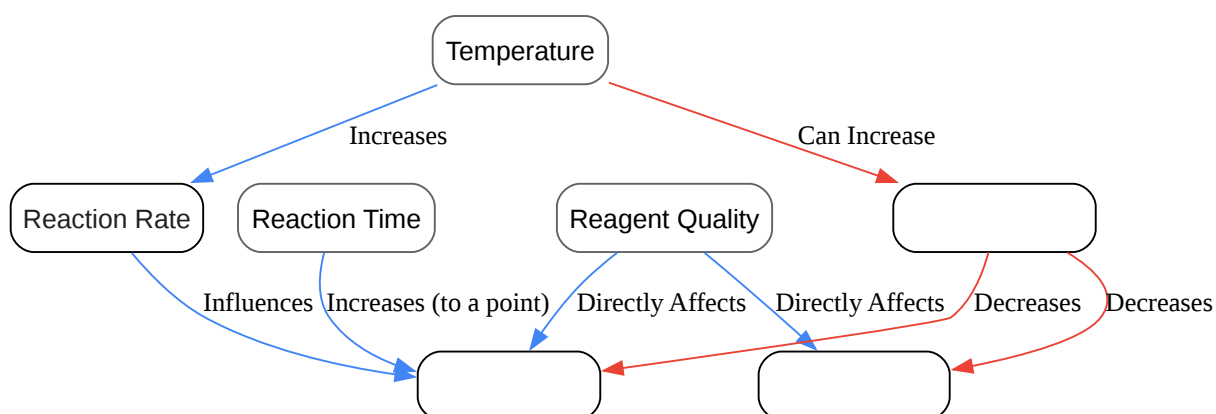 Temperature
Increases
Can Increase
Reaction Rate
Reaction Time
Reagent Quality
Influences
Increases (to a point)
Directly Affects
Directly Affects
Decreases
Decreases